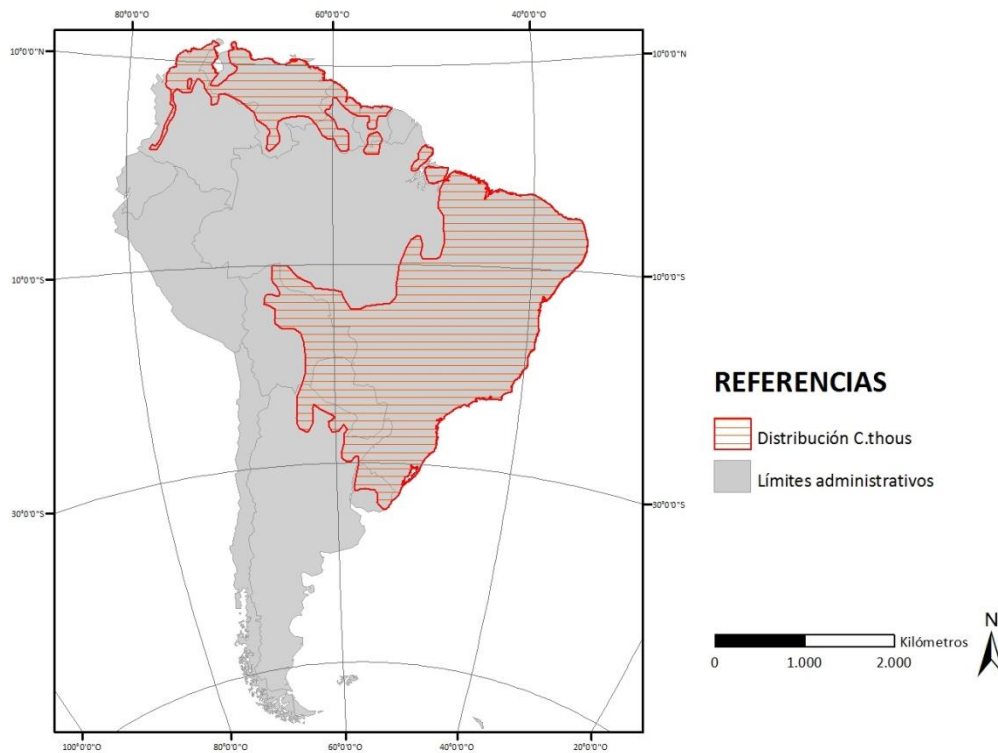 80°0'0"O 60°0'0"O 40°0'0"O
10°0'0"N 10°0'0"N
10°0'0"S 10°0'0"S
30°0'0"S 30°0'0"S
100°0'0"O 80°0'0"O 60°0'0"O 40°0'0"O 20°0'0"O
REFERENCIAS
Distribución C.thous
Límites administrativos
Kilómetros
0 1.000 2.000
N